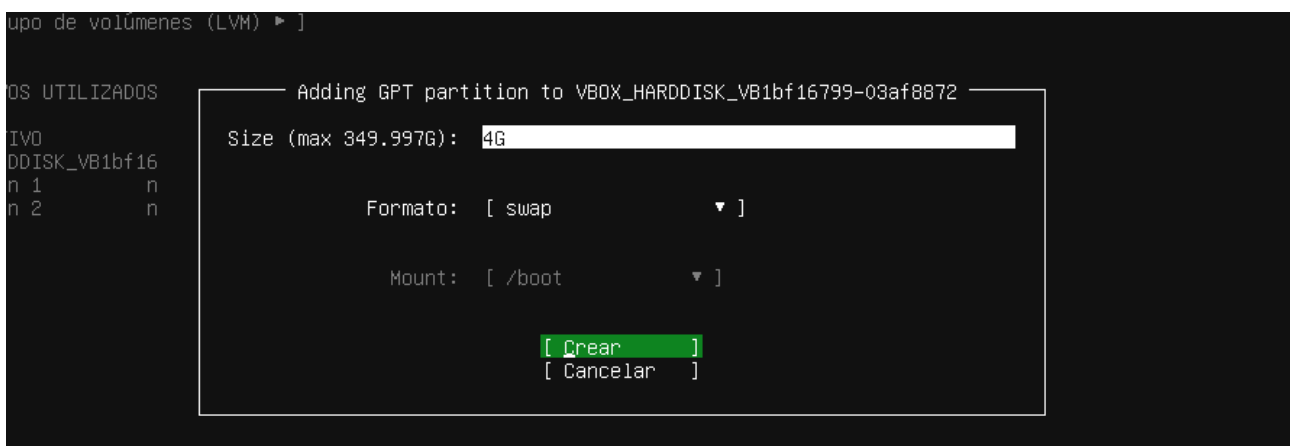 upo de volúmenes (LVM) ▸ ]
OS UTILIZADOS
Adding GPT partition to VBOX_HARDDISK_VB1bf16799-03af8872
IVO
Size (max 349.997G): 4G
DDISK_VB1bf16
n 1 n
n 2 n
Formato: [ swap ▾ ]
Mount: [ /boot ▾ ]
[ Crear ]
[ Cancelar ]